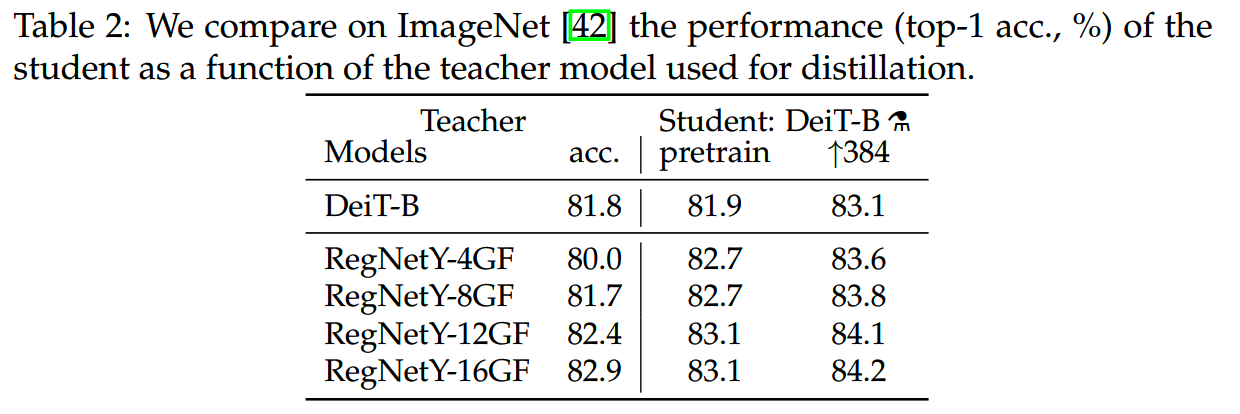 Table 2: We compare on ImageNet [42] the performance (top-1 acc., %) of the
student as a function of the teacher model used for distillation.
Teacher Student: DeiT-B ⚗
Models acc. pretrain ↑384
DeiT-B 81.8 81.9 83.1
RegNetY-4GF 80.0 82.7 83.6
RegNetY-8GF 81.7 82.7 83.8
RegNetY-12GF 82.4 83.1 84.1
RegNetY-16GF 82.9 83.1 84.2